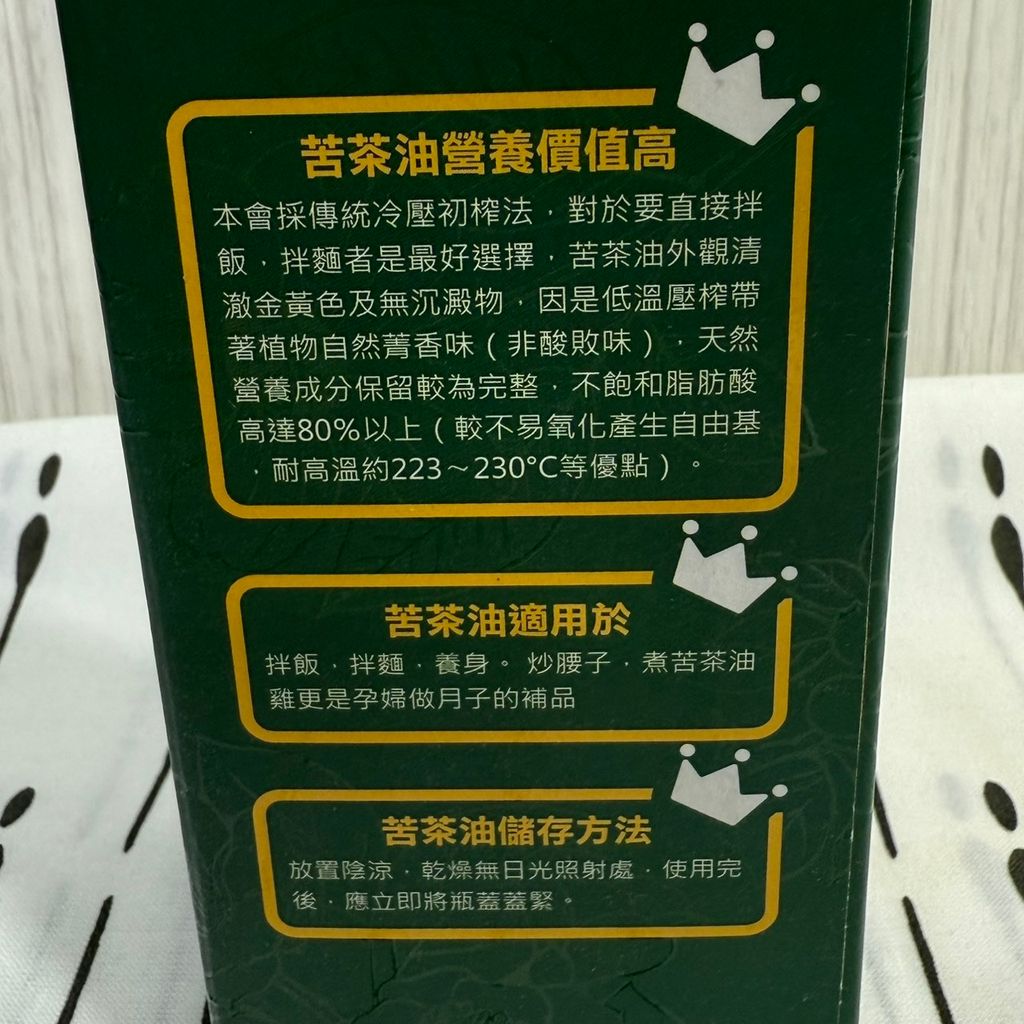 苦茶油營養價值高
本會採傳統冷壓初榨法，對於要直接拌
飯，拌麵者是最好選擇，苦茶油外觀清
澈金黃色及無沉澱物，因是低溫壓榨帶
著植物自然菁香味（非酸敗味），天然
營養成分保留較為完整，不飽和脂肪酸
高達80%以上（較不易氧化產生自由基
，耐高溫約223～230°C等優點）。
苦茶油適用於
拌飯，拌麵，養身。炒腰子，煮苦茶油
雞更是孕婦做月子的補品
苦茶油儲存方法
放置陰涼，乾燥無日光照射處，使用完
後，應立即將瓶蓋蓋緊。